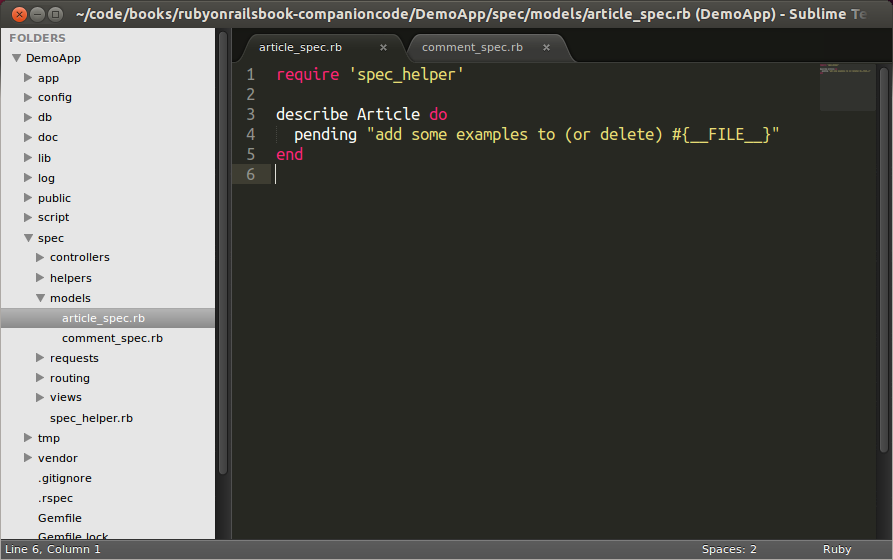 ~/code/books/rubyonrailsbook-companioncode/DemoApp/spec/models/article_spec.rb (DemoApp) - Sublime Te
FOLDERS
DemoApp
app
config
db
doc
lib
log
public
script
spec
controllers
helpers
models
article_spec.rb
comment_spec.rb
requests
routing
views
spec_helper.rb
tmp
vendor
.gitignore
.rspec
Gemfile
Gemfile.lock
article_spec.rb × comment_spec.rb ×
1 require 'spec_helper'
2
3 describe Article do
4 pending "add some examples to (or delete) #{__FILE__}"
5 end
6
Line 6, Column 1 Spaces: 2 Ruby